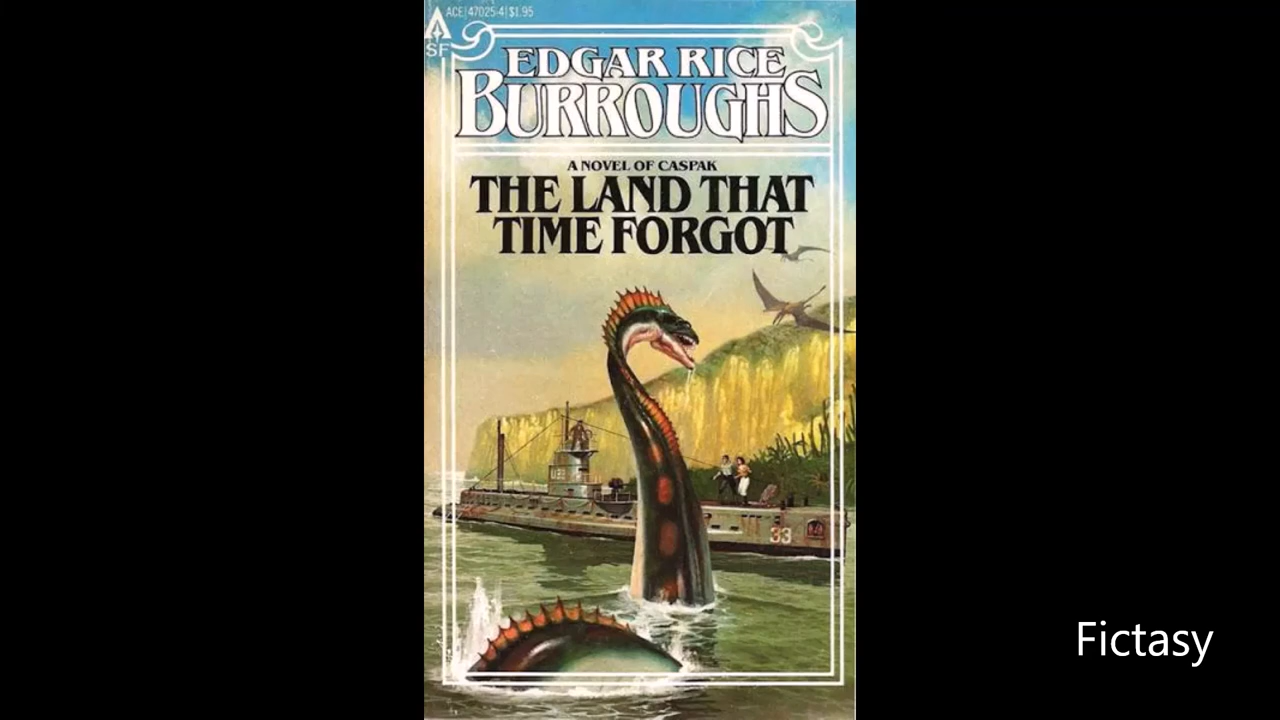 ACE|47025-4|$1.95
SF
EDGAR RICE
BURROUGHS
A NOVEL OF CASPAK
THE LAND THAT
TIME FORGOT
33
Fictasy